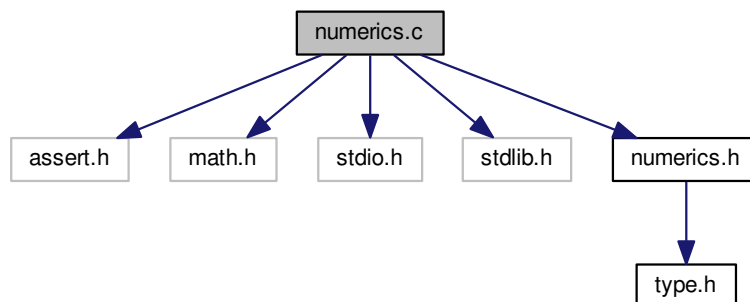 numerics.c
assert.h
math.h
stdio.h
stdlib.h
numerics.h
type.h